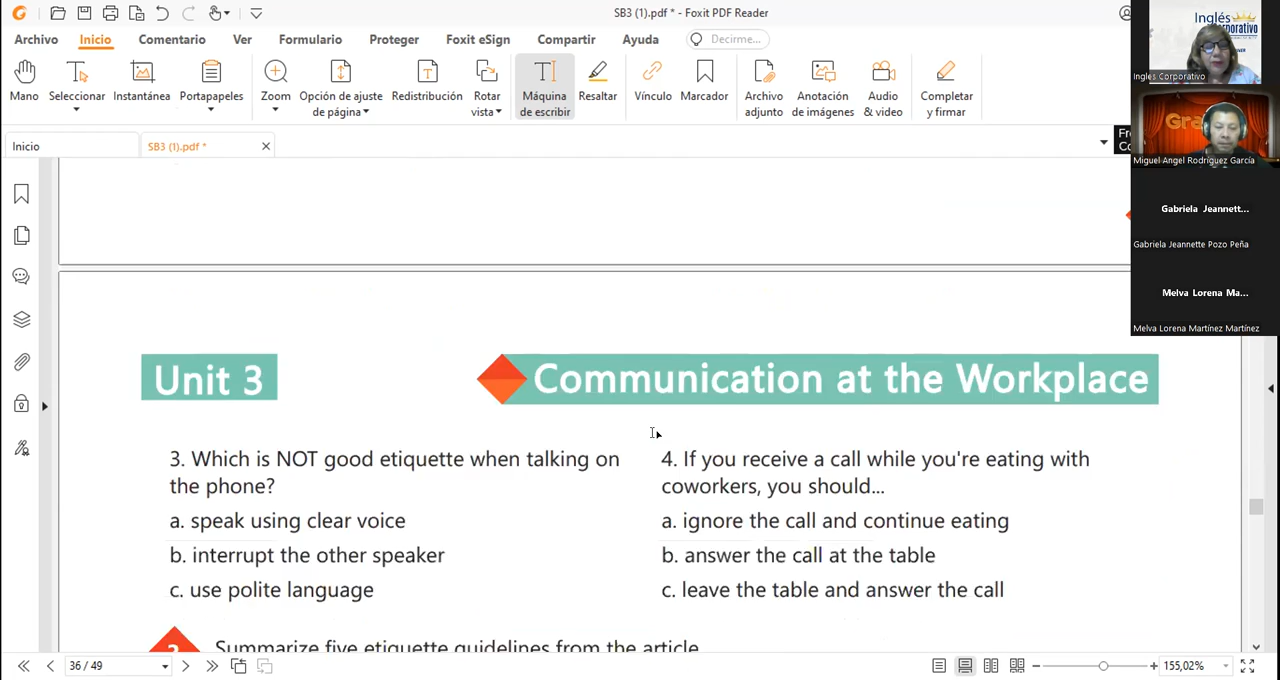 SB3 (1).pdf * - Foxit PDF Reader
Archivo Inicio Comentario Ver Formulario Proteger Foxit eSign Compartir Ayuda Decirme...
Mano Seleccionar Instantánea Portapapeles Zoom Opción de ajuste de página Redistribución Rotar vista Máquina de escribir Resaltar Vínculo Marcador Archivo adjunto Anotación de imágenes Audio & video Completar y firmar
Inicio SB3 (1).pdf *
Inglés
Ingles Corporativo
Miguel Angel Rodríguez García
Gabriela Jeannett...
Gabriela Jeannette Pozo Peña
Melva Lorena Ma...
Melva Lorena Martínez Martínez
Unit 3 Communication at the Workplace
3. Which is NOT good etiquette when talking on
the phone?
a. speak using clear voice
b. interrupt the other speaker
c. use polite language
4. If you receive a call while you're eating with
coworkers, you should...
a. ignore the call and continue eating
b. answer the call at the table
c. leave the table and answer the call
Summarize five etiquette guidelines from the article
36 / 49
155,02%